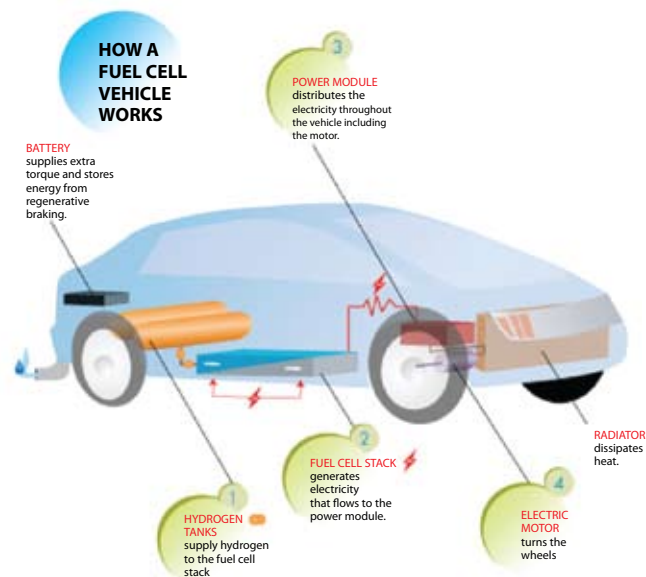 HOW A
FUEL CELL
VEHICLE
WORKS
3
POWER MODULE
distributes the
electricity throughout
the vehicle including
the motor.
BATTERY
supplies extra
torque and stores
energy from
regenerative
braking.
RADIATOR
dissipates
heat.
2
FUEL CELL STACK
generates
electricity
that flows to the
power module.
4
ELECTRIC
MOTOR
turns the
wheels
1
HYDROGEN
TANKS
supply hydrogen
to the fuel cell
stack